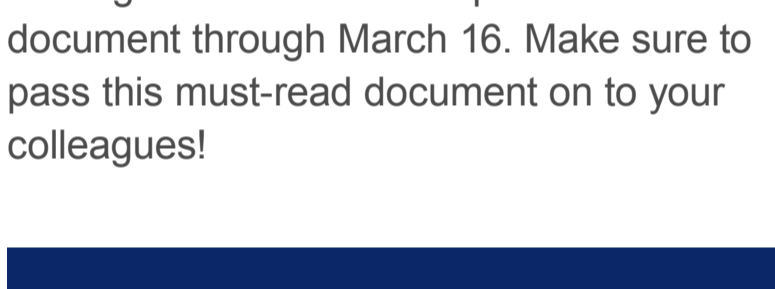 document through March 16. Make sure to
pass this must-read document on to your
colleagues!